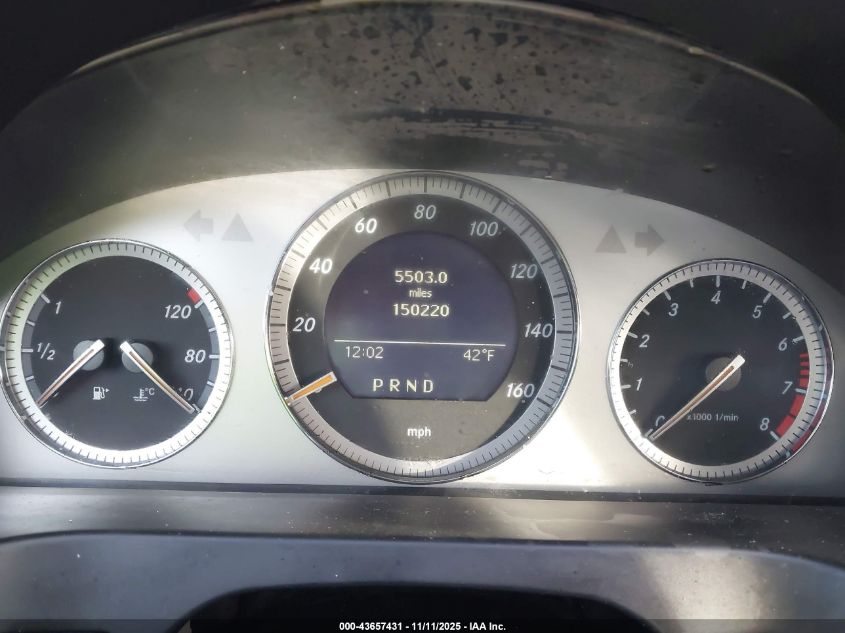 5503.0
miles
150220
12:02 42°F
P R N D
20 40 60 80 100 120 140 160
mph
1
1/2
120
80
°C
1 2 3 4 5 6 7 8
x1000 1/min
000-43657431 - 11/11/2025 - IAA Inc.